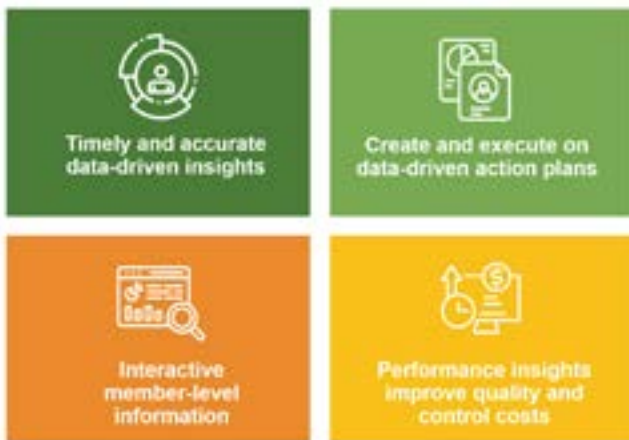 Timely and accurate
data-driven insights
Create and execute on
data-driven action plans
Interactive
member-level
information
Performance insights
improve quality and
control costs